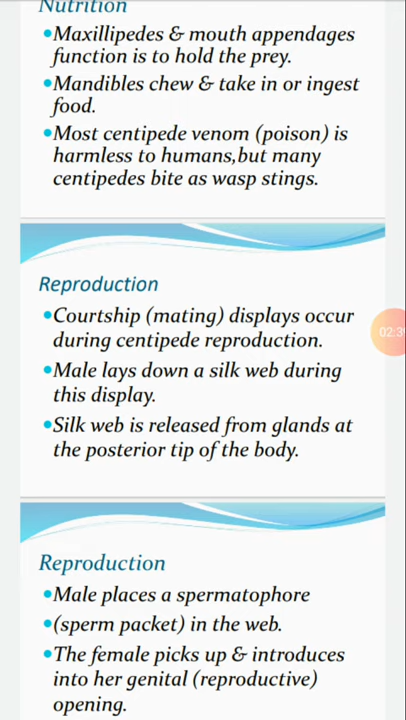 Nutrition
•Maxillipedes & mouth appendages
function is to hold the prey.
•Mandibles chew & take in or ingest
food.
•Most centipede venom (poison) is
harmless to humans,but many
centipedes bite as wasp stings.
Reproduction
•Courtship (mating) displays occur
during centipede reproduction.
•Male lays down a silk web during
this display.
•Silk web is released from glands at
the posterior tip of the body.
Reproduction
•Male places a spermatophore
•(sperm packet) in the web.
•The female picks up & introduces
into her genital (reproductive)
opening.